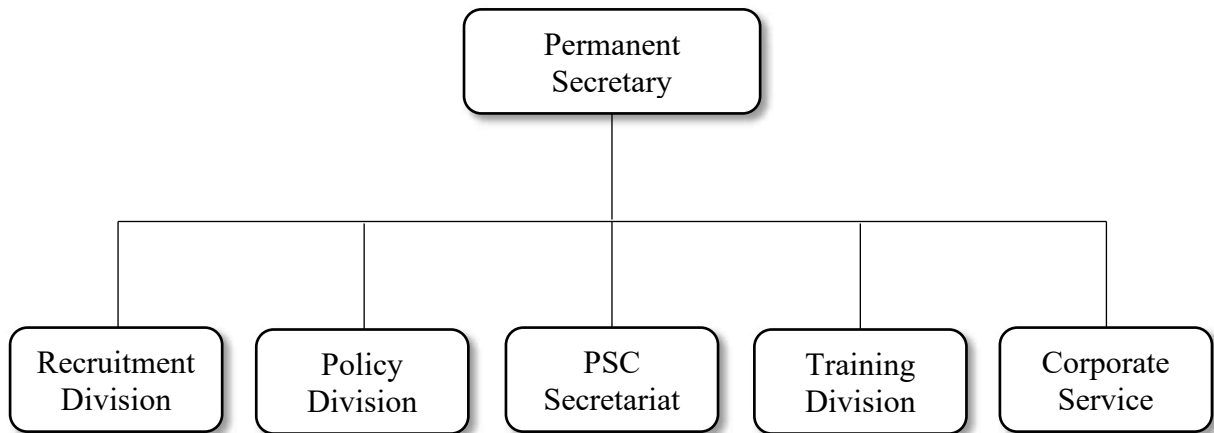 Permanent
Secretary
Recruitment
Division
Policy
Division
PSC
Secretariat
Training
Division
Corporate
Service